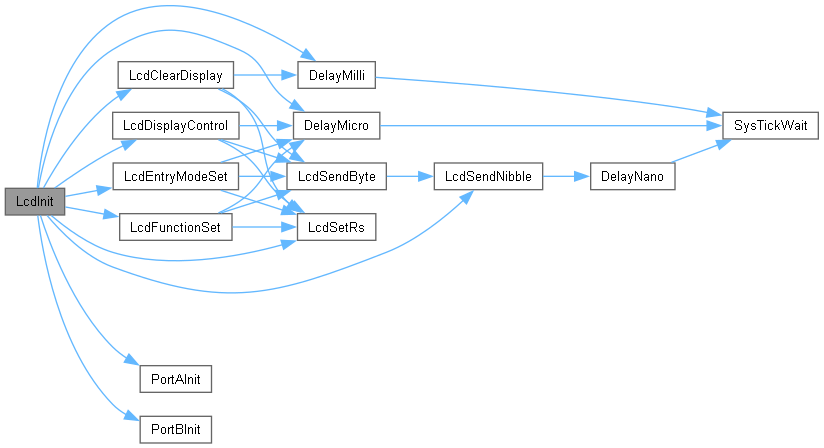 LcdInit
LcdClearDisplay
LcdDisplayControl
LcdEntryModeSet
LcdFunctionSet
PortAInit
PortBInit
DelayMilli
DelayMicro
LcdSendByte
LcdSetRs
LcdSendNibble
DelayNano
SysTickWait